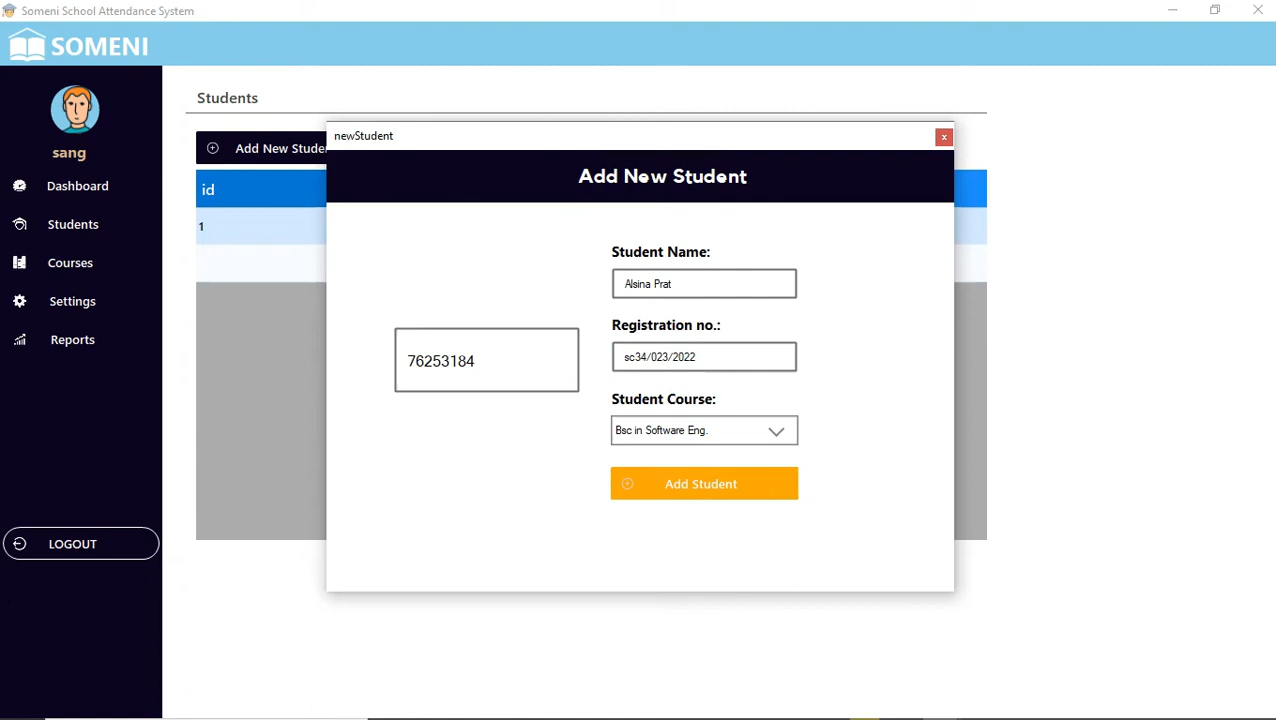 Someni School Attendance System
SOMENI
sang
Dashboard
Students
Courses
Settings
Reports
LOGOUT
Students
Add New Stude
id
1
newStudent
x
Add New Student
76253184
Student Name:
Alsina Prat
Registration no.:
sc34/023/2022
Student Course:
Bsc in Software Eng.
Add Student